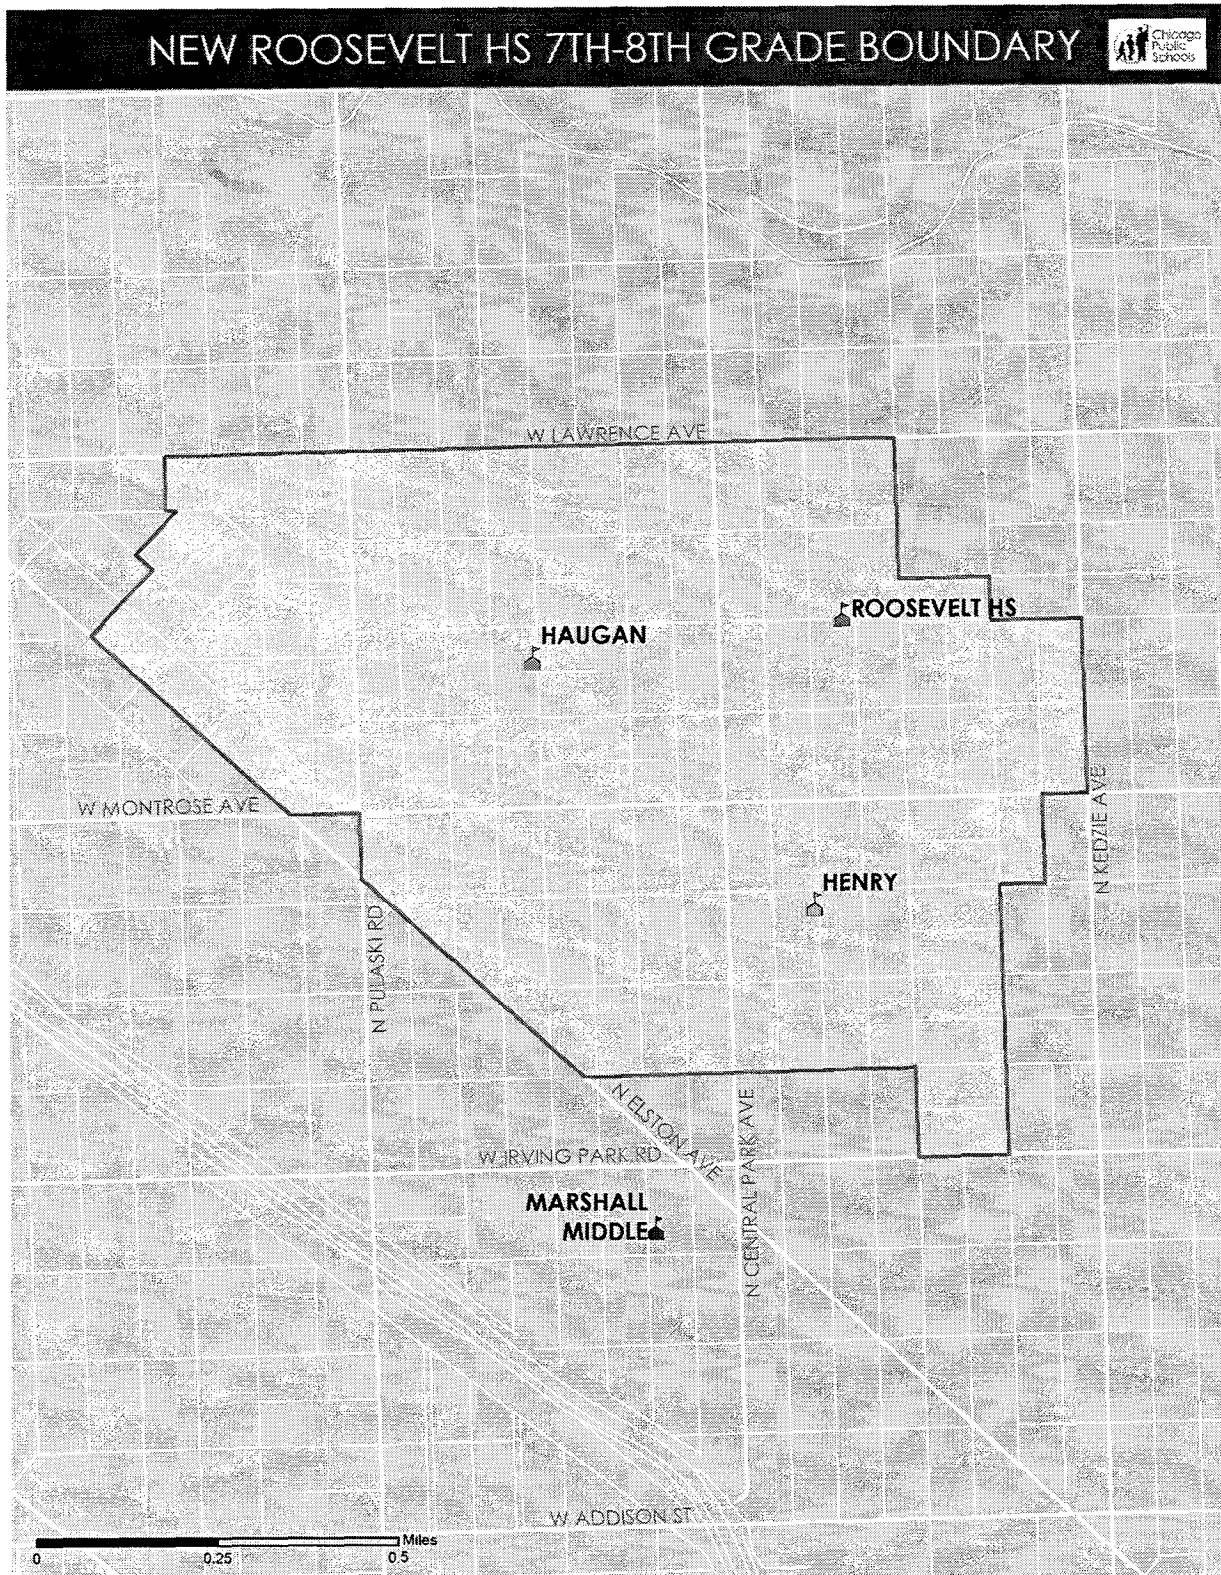 NEW ROOSEVELT HS 7TH-8TH GRADE BOUNDARY
Chicago
Public
Schools
W LAWRENCE AVE
ROOSEVELT HS
HAUGAN
W MONTROSE AVE
N KEDZIE AVE
HENRY
N PULASKI RD
N ELSTON AVE
N CENTRAL PARK AVE
W IRVING PARK RD
MARSHALL
MIDDLE
W ADDISON ST
Miles
0 0.25 0.5